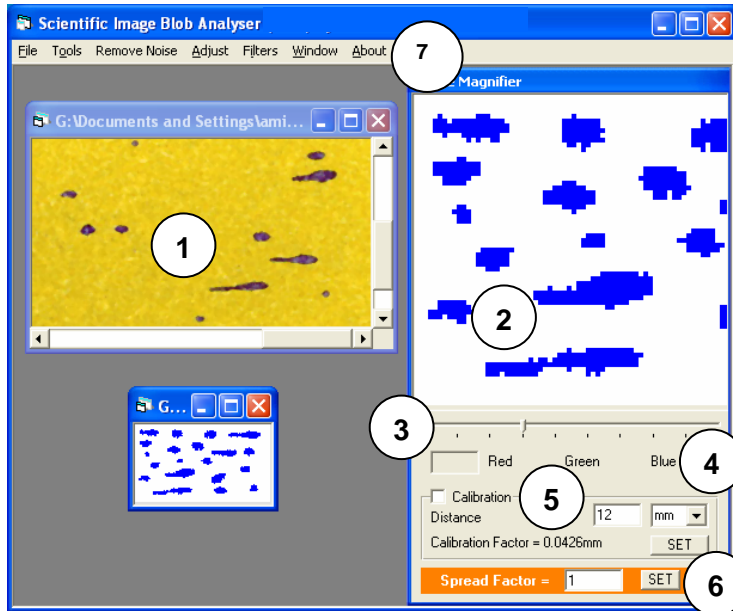 Scientific Image Blob Analyser
File Tools Remove Noise Adjust Filters Window About
7
Magnifier
G:\Documents and Settings\ami...
1
2
G...
3
Red Green Blue
4
Calibration
5
Distance 12 mm
Calibration Factor = 0.0426mm SET
Spread Factor = 1 SET
6